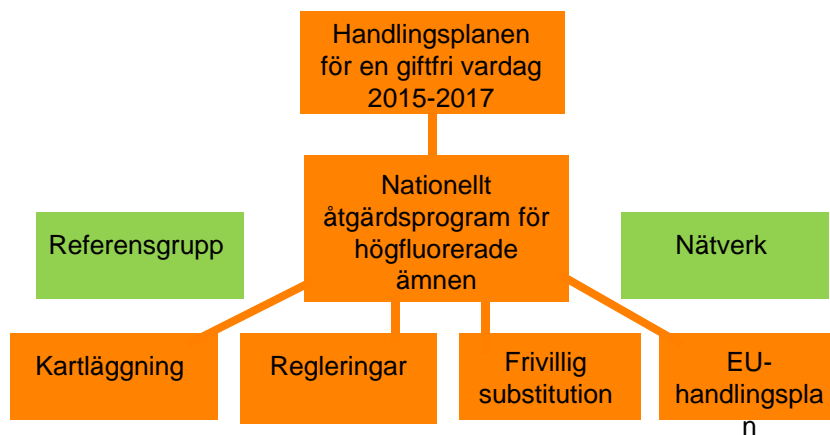 Handlingsplanen
för en giftfri vardag
2015-2017
Nationellt
åtgärdsprogram för
högfluorerade
ämnen
Referensgrupp
Nätverk
Kartläggning
Regleringar
Frivillig
substitution
EU-
handlingspla
n